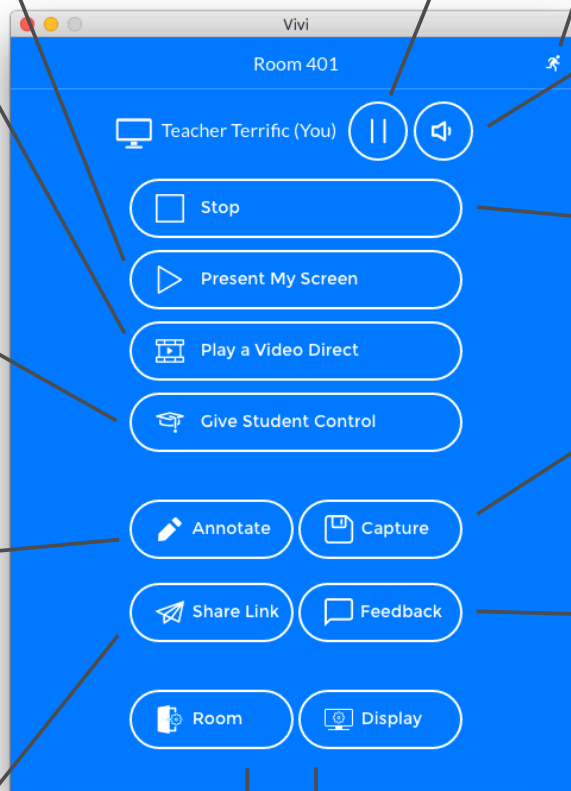 Vivi
Room 401
Teacher Terrific (You)
Stop
Present My Screen
Play a Video Direct
Give Student Control
Annotate Capture
Share Link Feedback
Room Display